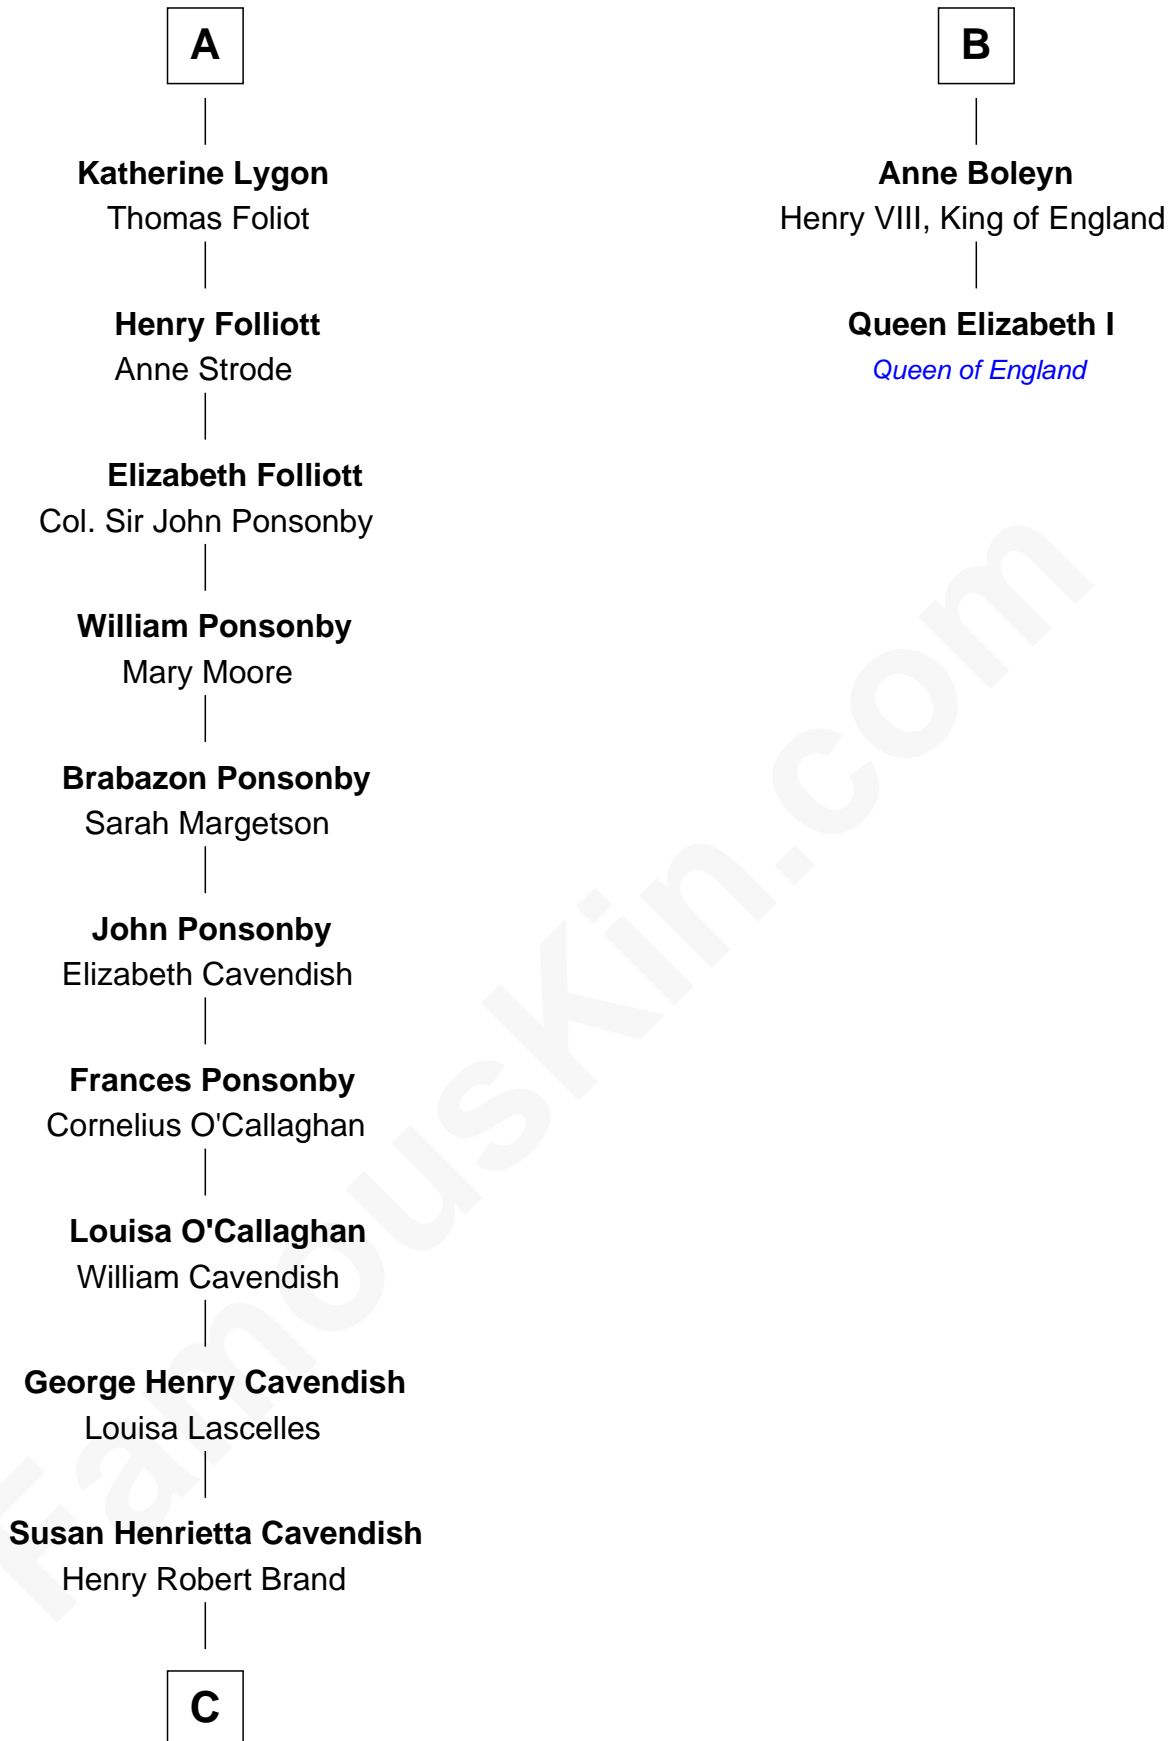 A
Katherine Lygon
Thomas Foliot
Henry Folliott
Anne Strode
Elizabeth Folliott
Col. Sir John Ponsonby
William Ponsonby
Mary Moore
Brabazon Ponsonby
Sarah Margetson
John Ponsonby
Elizabeth Cavendish
Frances Ponsonby
Cornelius O'Callaghan
Louisa O'Callaghan
William Cavendish
George Henry Cavendish
Louisa Lascelles
Susan Henrietta Cavendish
Henry Robert Brand
C
B
Anne Boleyn
Henry VIII, King of England
Queen Elizabeth I
Queen of England
FamousKin.com